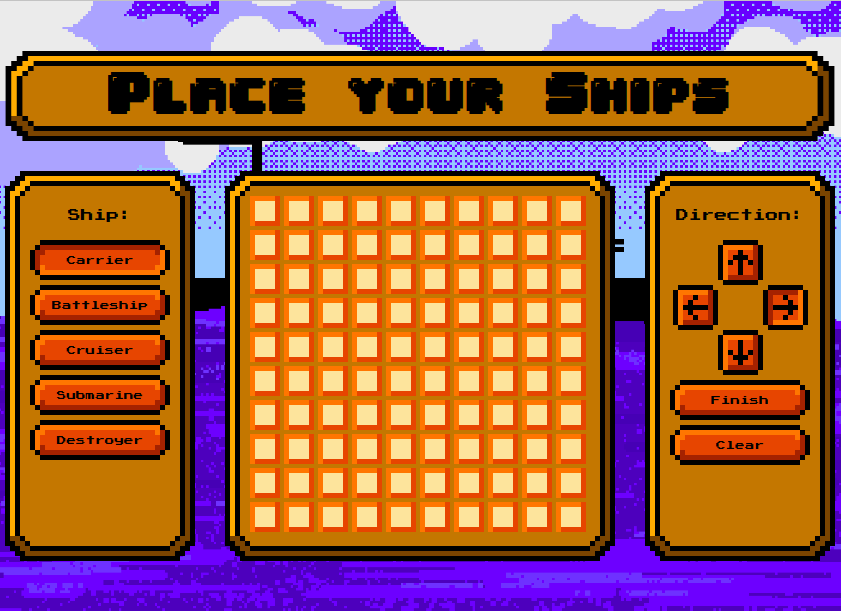 Place your Ships
Ship:
Carrier
Battleship
Cruiser
Submarine
Destroyer
Direction:
Finish
Clear